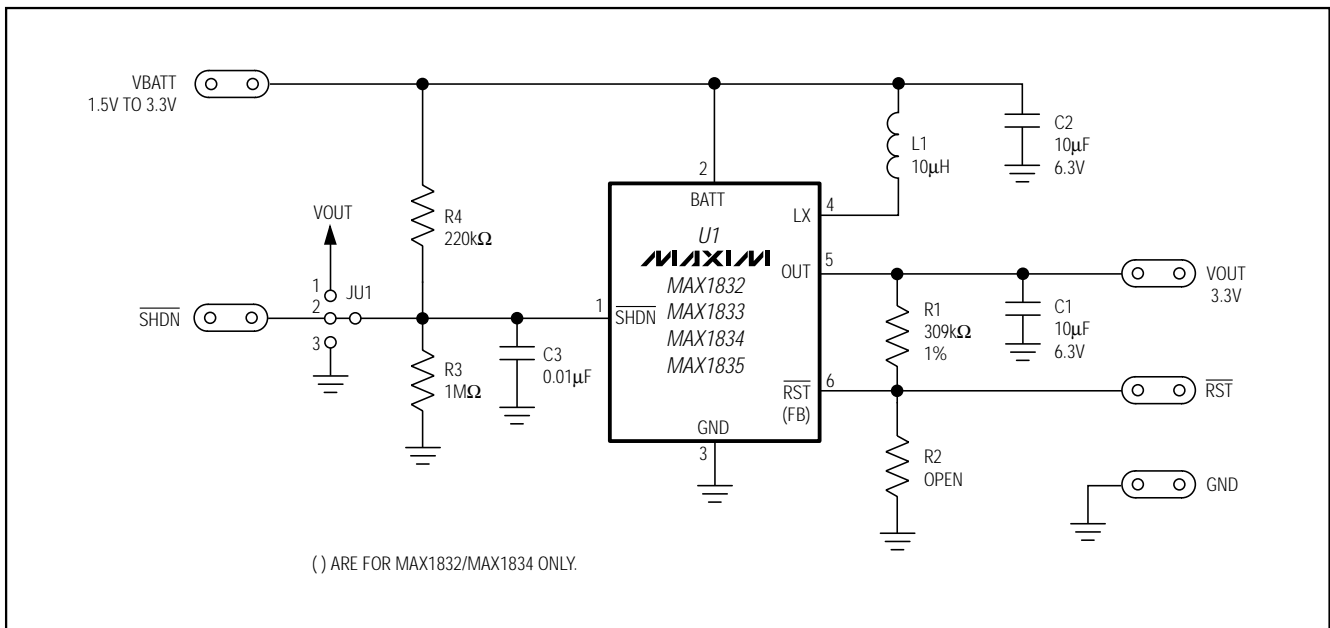 VBATT
1.5V TO 3.3V
C2
10µF
6.3V
L1
10µH
2
BATT
LX
4
R4
220kΩ
VOUT
U1
MAXIM
MAX1832
MAX1833
MAX1834
MAX1835
OUT
5
VOUT
3.3V
1
2
3
JU1
SHDN
1
SHDN
R1
309kΩ
1%
C1
10µF
6.3V
R3
1MΩ
C3
0.01µF
RST
(FB)
6
RST
GND
3
R2
OPEN
GND
( ) ARE FOR MAX1832/MAX1834 ONLY.